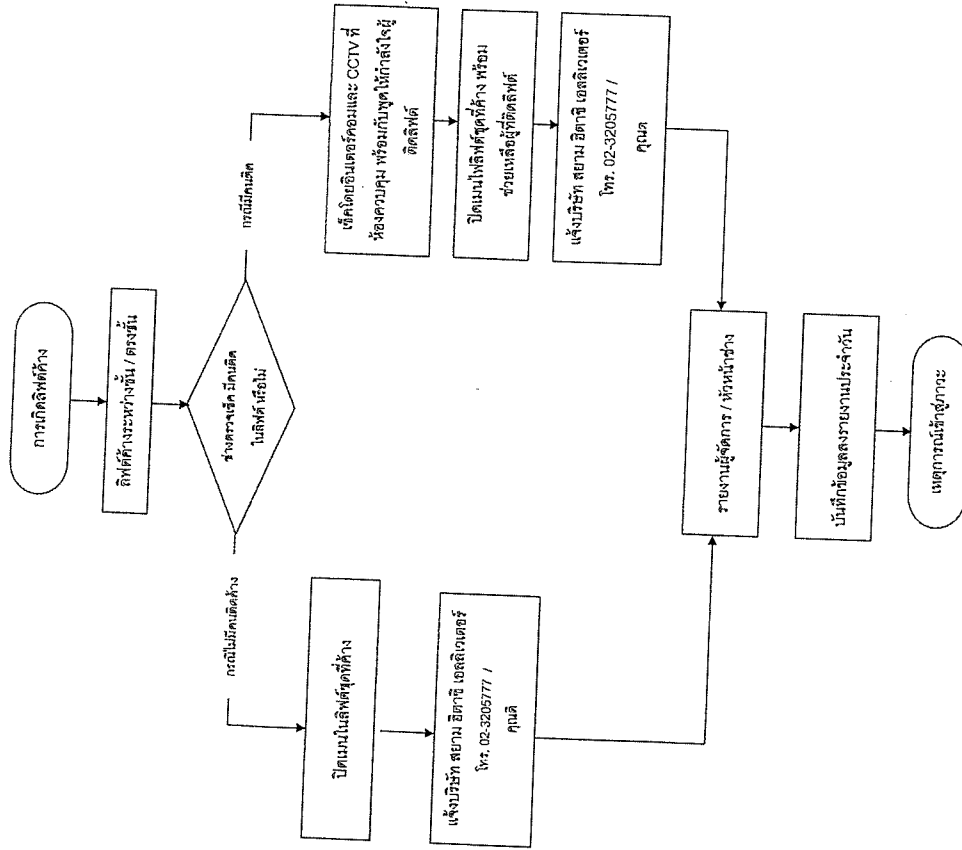 การเกิดลิฟต์ค้าง
ลิฟต์ค้างระหว่างชั้น / ตรงชั้น
ช่างตรวจเช็ค มีคนติด
ในลิฟต์ หรือไม่
กรณีไม่มีคนติดค้าง
ปิดเมนในลิฟต์ชุดที่ค้าง
แจ้งบริษัท สยาม ฮิตาชิ เอลลิเวเตอร์
โทร. 02-3205777 /
คุณดิ
กรณีมีคนติด
เช็คโดยอินเตอร์คอมและ CCTV ที่
ห้องควบคุม พร้อมกับพูดให้กำลังใจผู้
ติดลิฟต์
ปิดเมนไฟลิฟต์ชุดที่ค้าง พร้อม
ช่วยเหลือผู้ที่ติดลิฟต์
แจ้งบริษัท สยาม ฮิตาชิ เอลลิเวเตอร์
โทร. 02-3205777 /
คุณล
รายงานผู้จัดการ / หัวหน้าช่าง
บันทึกข้อมูลลงรายงานประจำวัน
เหตุการณ์เข้าสู่ภาวะ